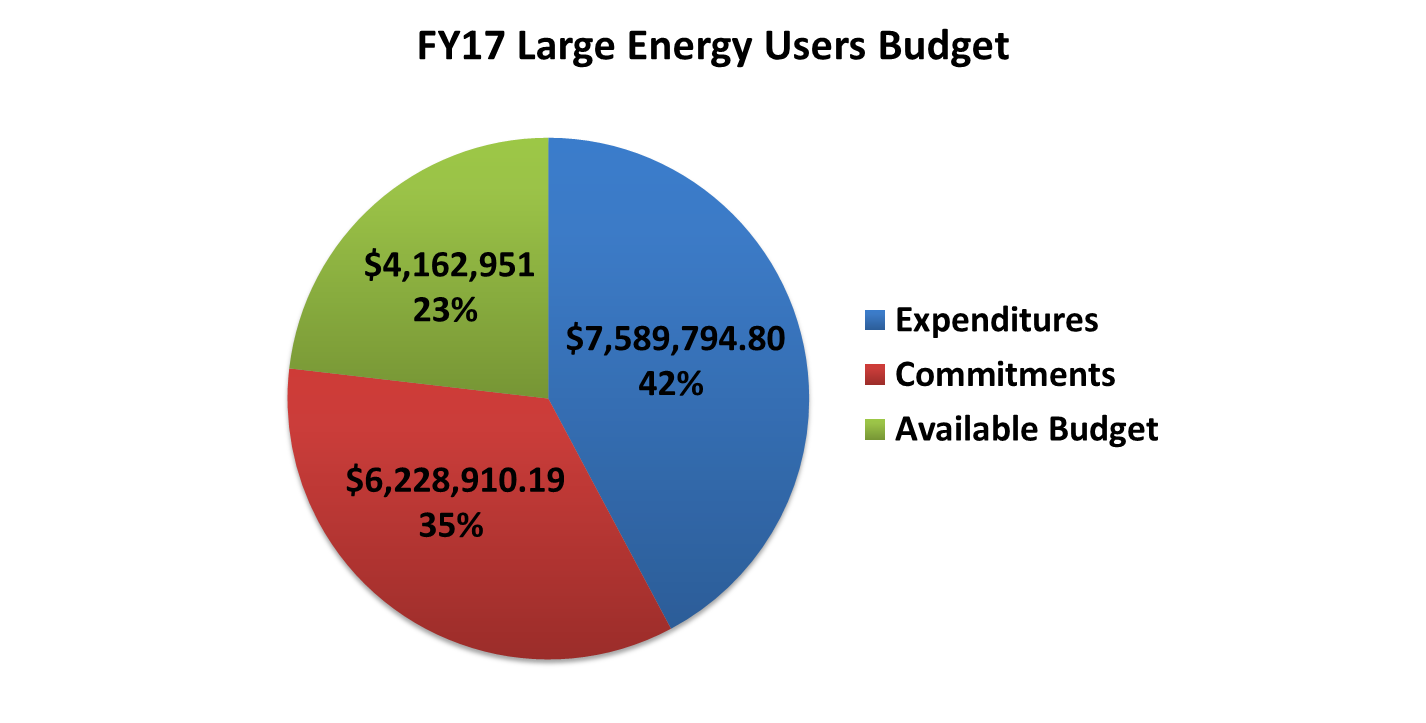 FY17 Large Energy Users Budget
$4,162,951
23%
$7,589,794.80
42%
$6,228,910.19
35%
Expenditures
Commitments
Available Budget